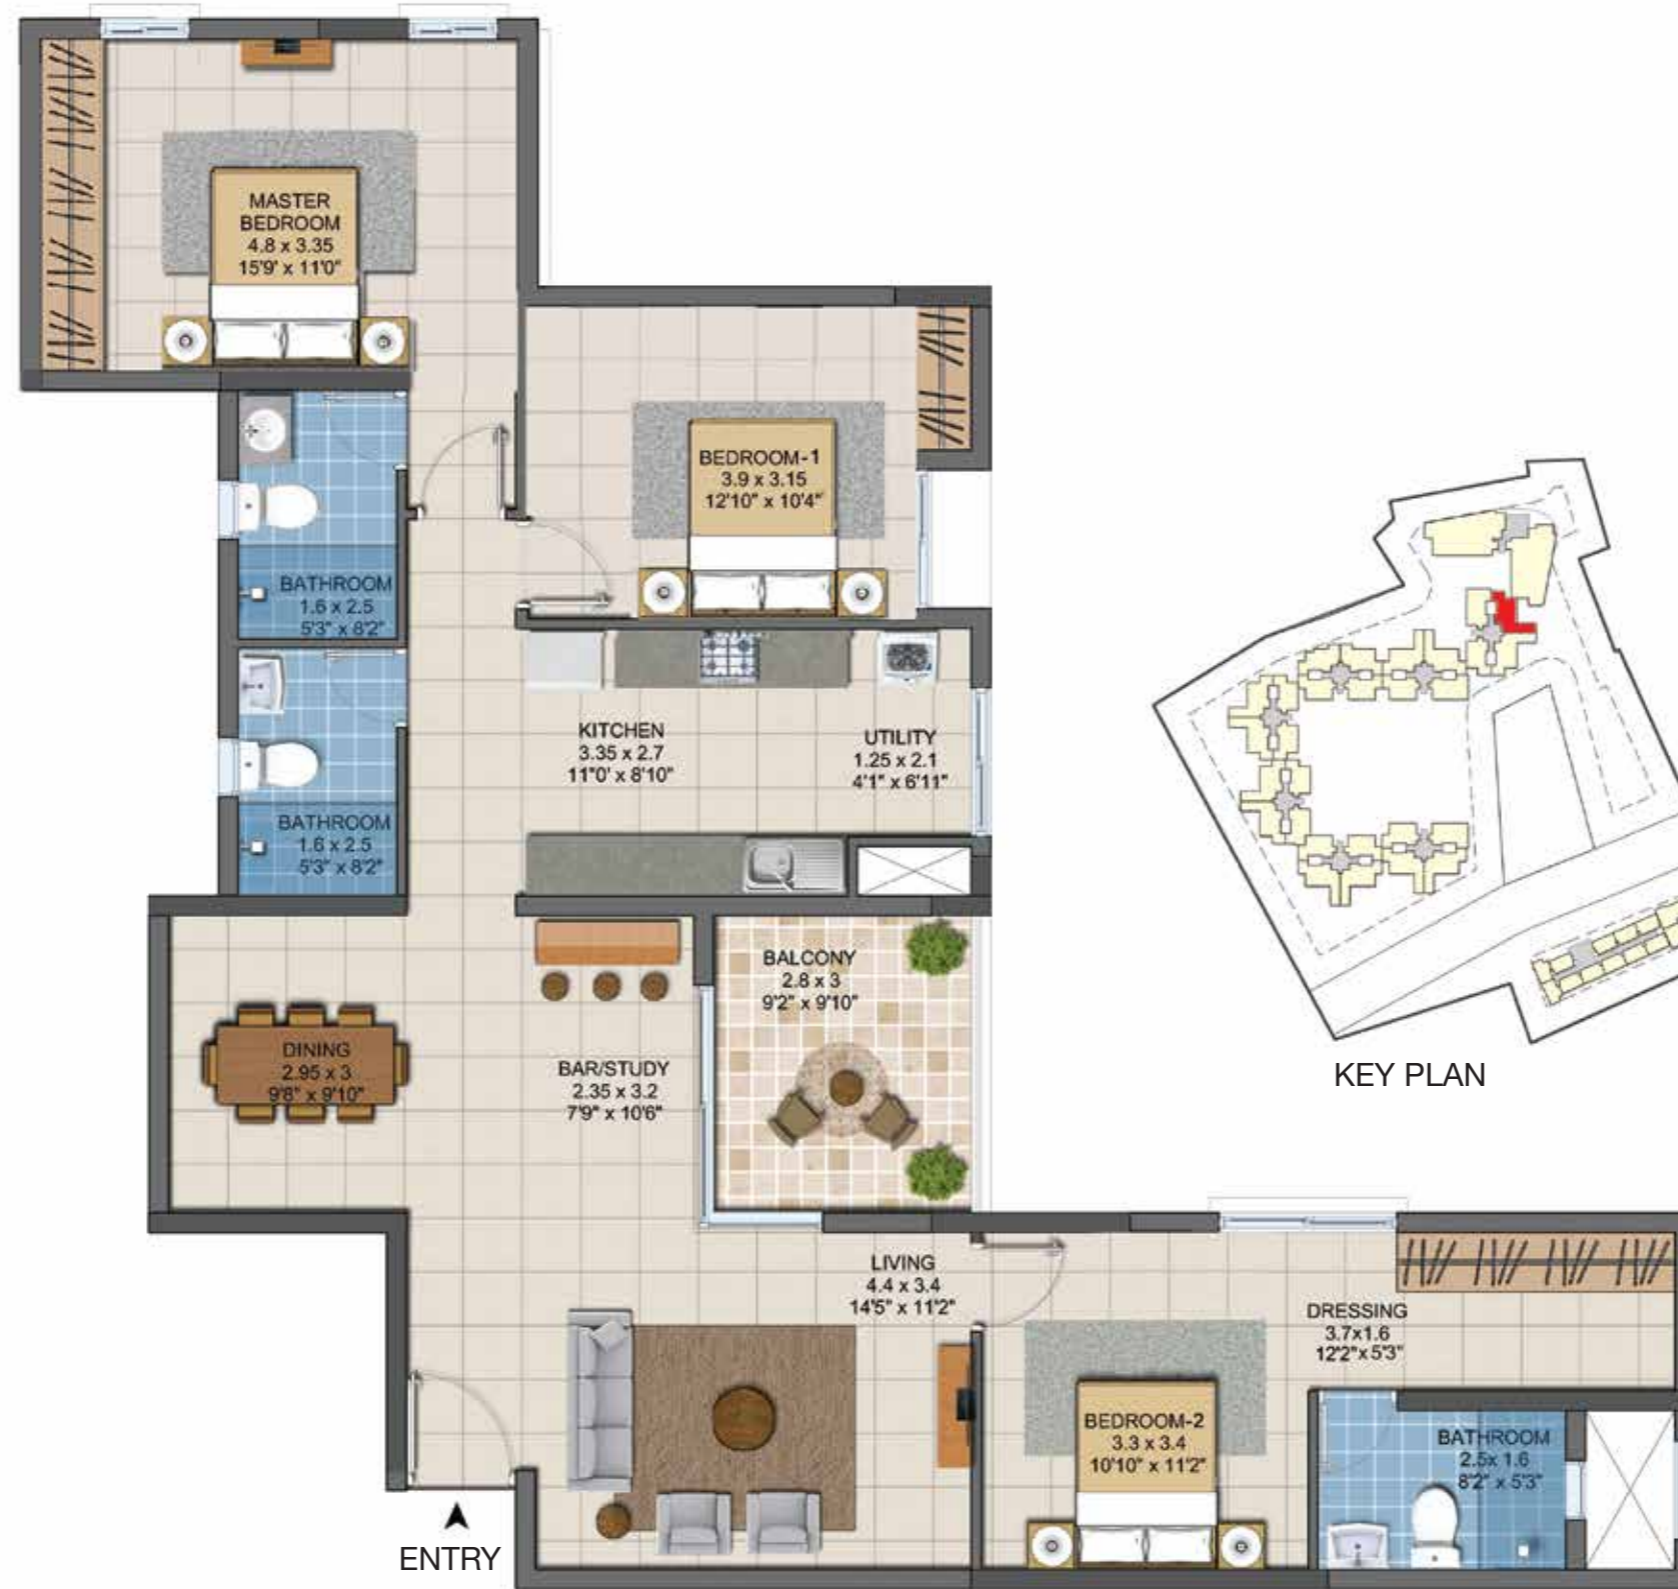 MASTER
BEDROOM
4.8 x 3.35
15'9' x 11'0"
BEDROOM-1
3.9 x 3.15
12'10" x 10'4"
BATHROOM
1.6 x 2.5
5'3" x 8'2"
KITCHEN
3.35 x 2.7
11'0' x 8'10"
UTILITY
1.25 x 2.1
4'1" x 6'11"
BATHROOM
1.6 x 2.5
5'3" x 8'2"
BALCONY
2.8 x 3
9'2" x 9'10"
DINING
2.95 x 3
9'8" x 9'10"
BAR/STUDY
2.35 x 3.2
7'9" x 10'6"
KEY PLAN
LIVING
4.4 x 3.4
14'5" x 11'2"
DRESSING
3.7x1.6
12'2"x5'3"
BEDROOM-2
3.3 x 3.4
10'10" x 11'2"
BATHROOM
2.5x 1.6
8'2" x 5'3"
ENTRY